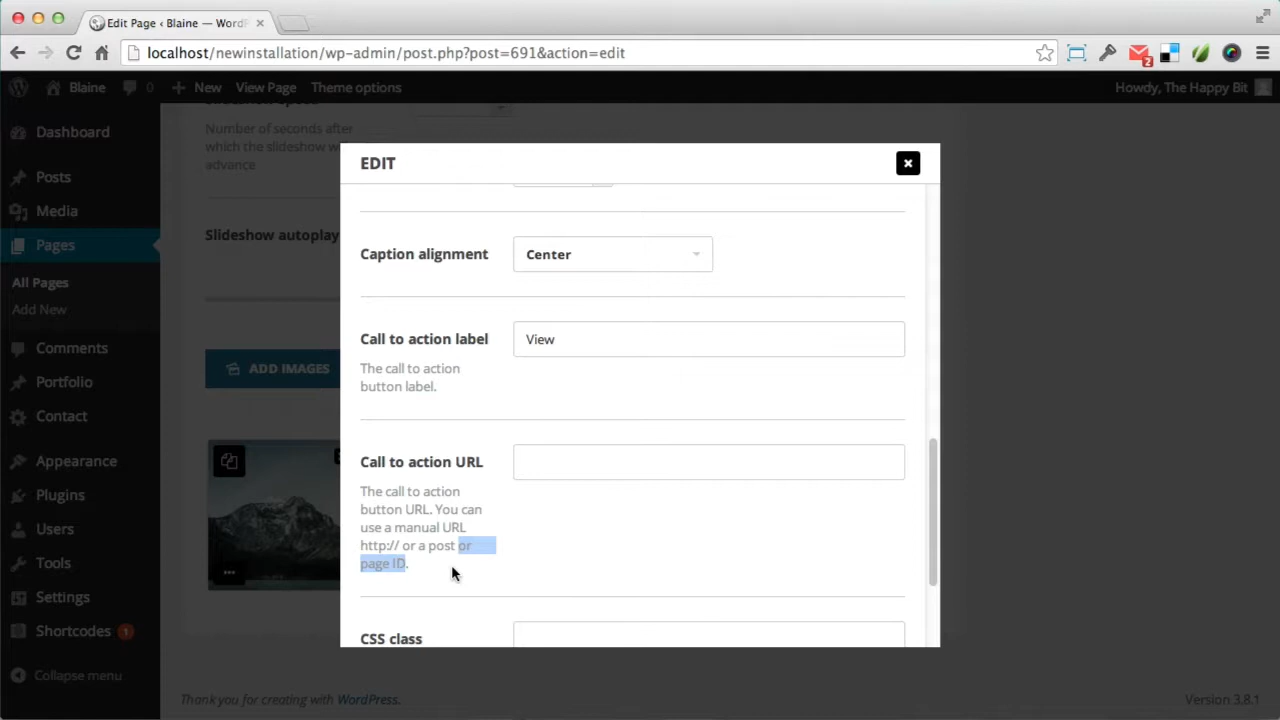 Edit Page ‹ Blaine — Word
localhost/newinstallation/wp-admin/post.php?post=691&action=edit
2
Blaine
0
New
View Page
Theme options
Howdy, The Happy Bit
Dashboard
Posts
Media
Pages
All Pages
Add New
Comments
Portfolio
Contact
Appearance
Plugins
Users
Tools
Settings
Shortcodes 1
Collapse menu
Number of seconds after
which the slideshow
advance
Slideshow autoplay
ADD IMAGES
EDIT
Caption alignment
Center
Call to action label
View
The call to action
button label.
Call to action URL
The call to action
button URL. You can
use a manual URL
http:// or a post or
page ID.
CSS class
Thank you for creating with WordPress.
Version 3.8.1